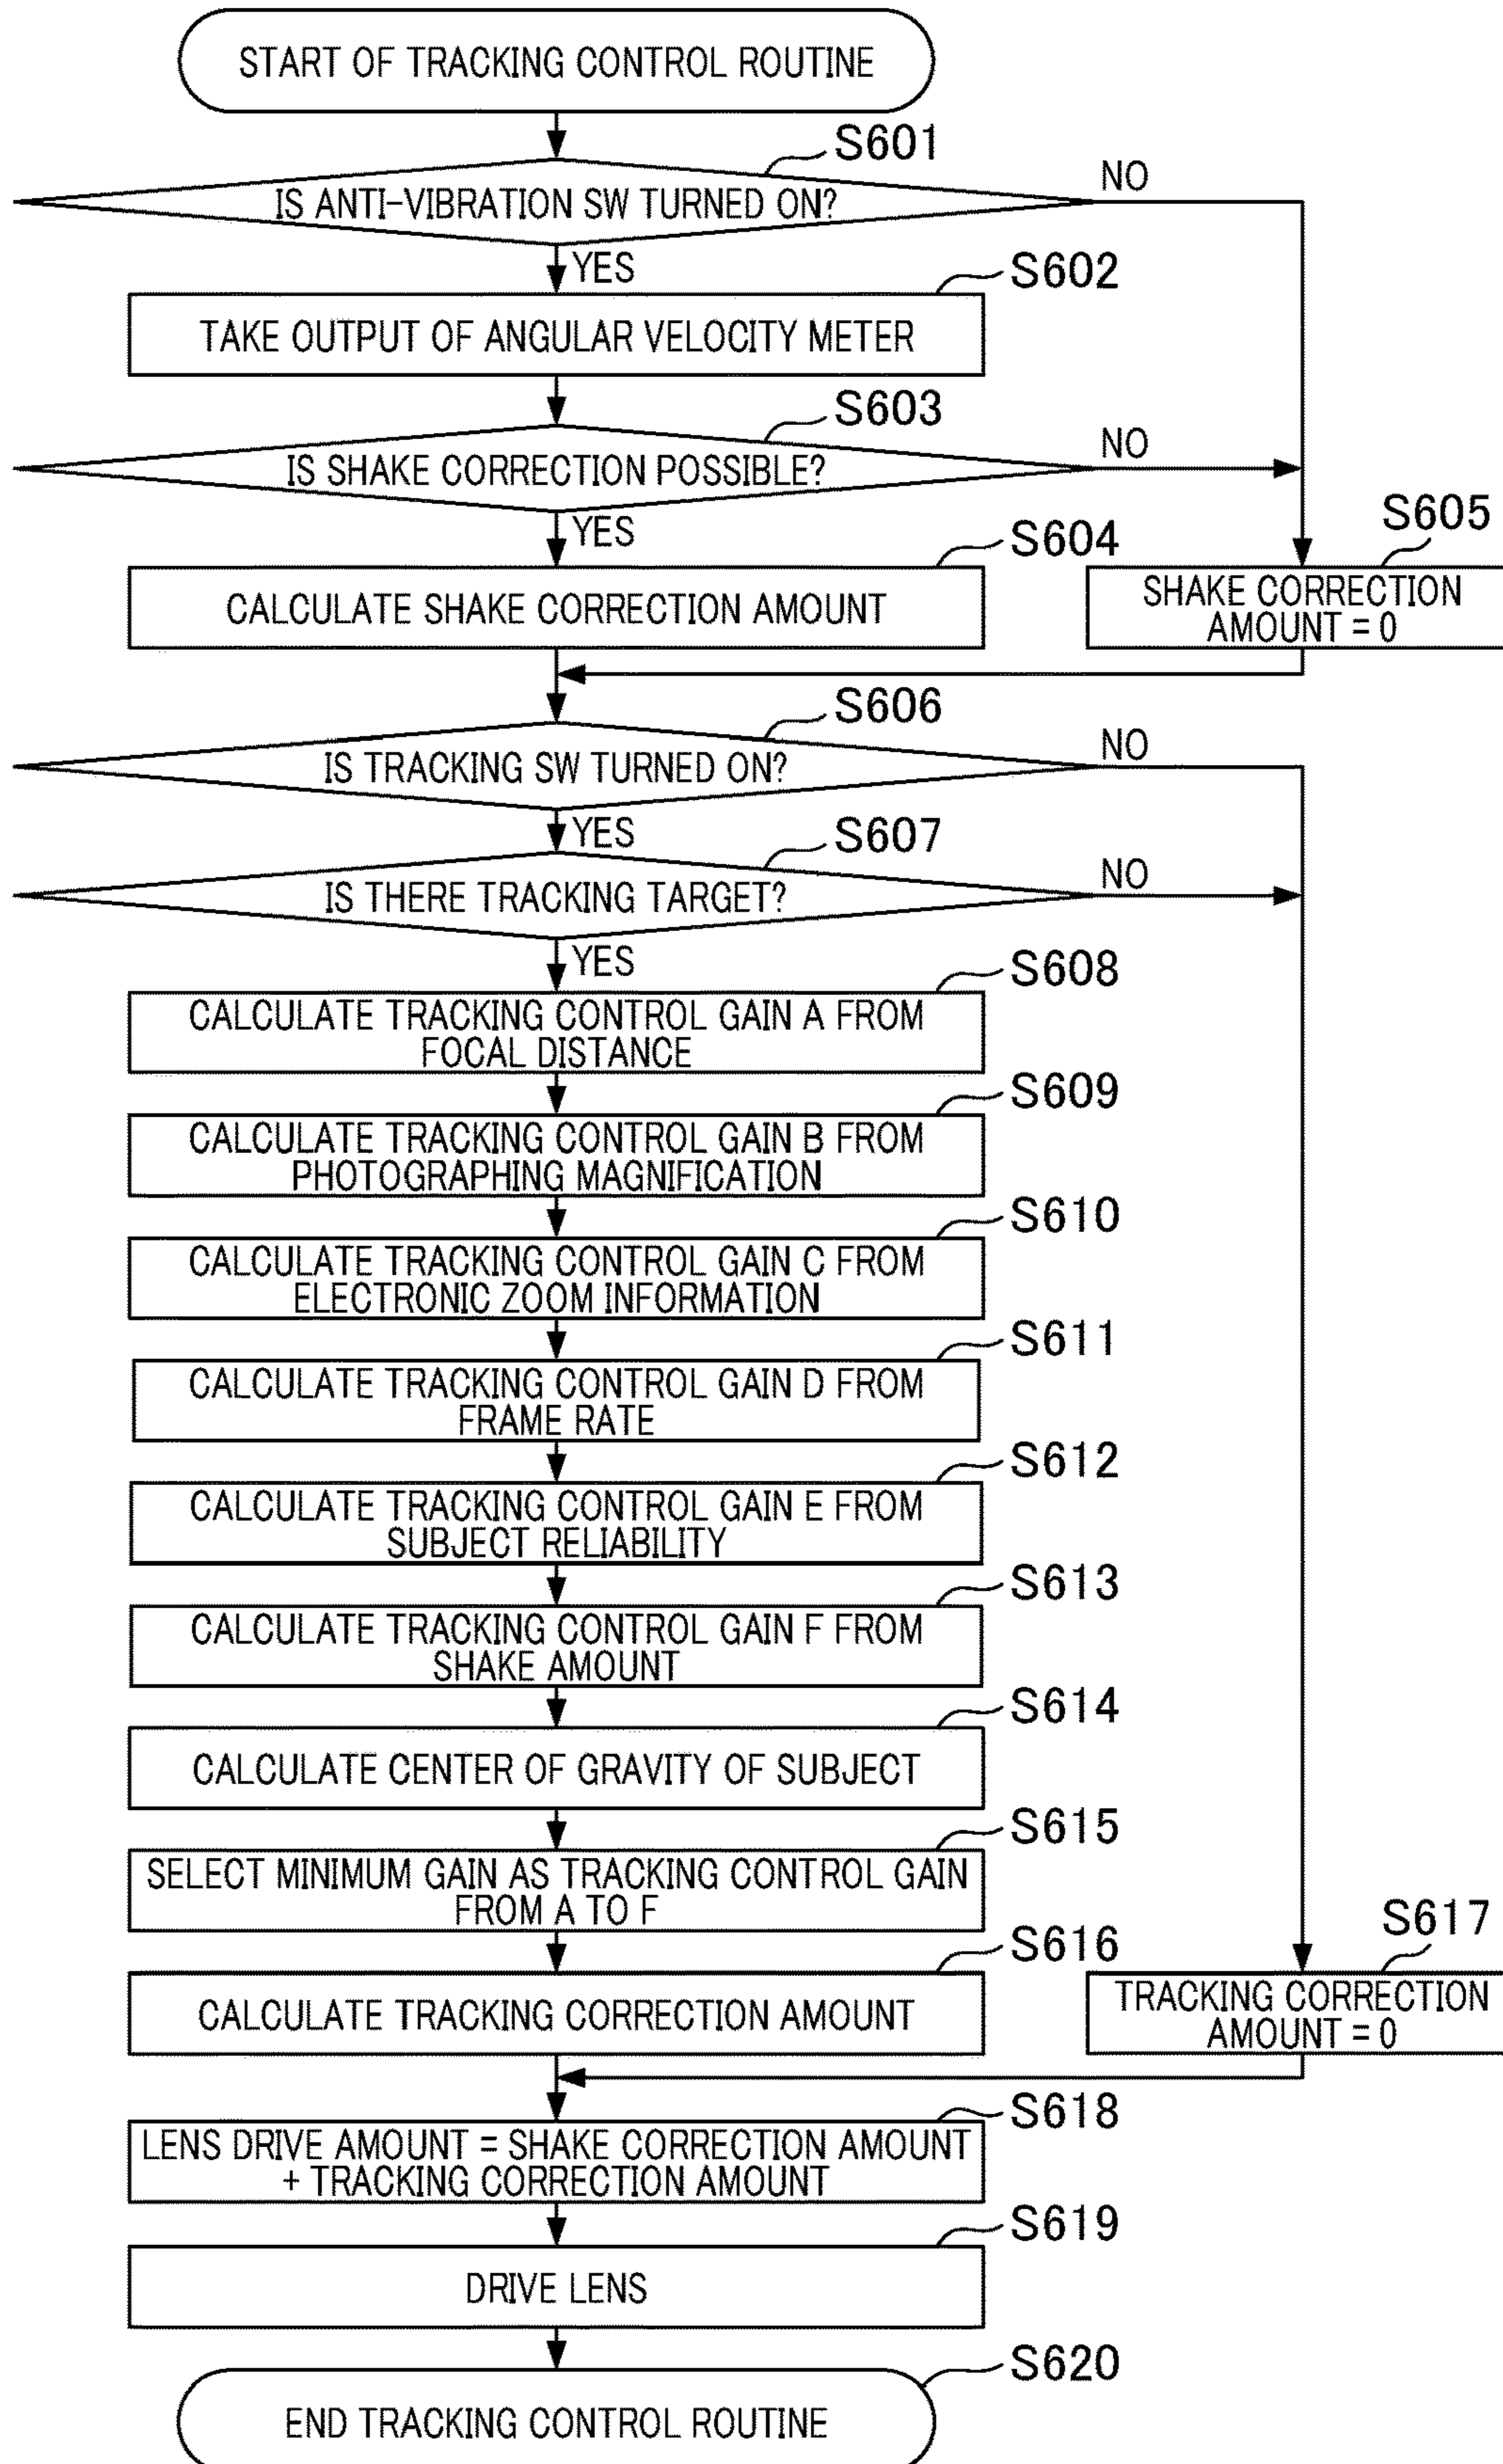 START OF TRACKING CONTROL ROUTINE
S601
IS ANTI-VIBRATION SW TURNED ON?
NO
YES
S602
TAKE OUTPUT OF ANGULAR VELOCITY METER
S603
IS SHAKE CORRECTION POSSIBLE?
NO
YES
S604
CALCULATE SHAKE CORRECTION AMOUNT
S605
SHAKE CORRECTION
AMOUNT = 0
S606
IS TRACKING SW TURNED ON?
NO
YES
S607
IS THERE TRACKING TARGET?
NO
YES
S608
CALCULATE TRACKING CONTROL GAIN A FROM
FOCAL DISTANCE
S609
CALCULATE TRACKING CONTROL GAIN B FROM
PHOTOGRAPHING MAGNIFICATION
S610
CALCULATE TRACKING CONTROL GAIN C FROM
ELECTRONIC ZOOM INFORMATION
S611
CALCULATE TRACKING CONTROL GAIN D FROM
FRAME RATE
S612
CALCULATE TRACKING CONTROL GAIN E FROM
SUBJECT RELIABILITY
S613
CALCULATE TRACKING CONTROL GAIN F FROM
SHAKE AMOUNT
S614
CALCULATE CENTER OF GRAVITY OF SUBJECT
S615
SELECT MINIMUM GAIN AS TRACKING CONTROL GAIN
FROM A TO F
S616
CALCULATE TRACKING CORRECTION AMOUNT
S617
TRACKING CORRECTION
AMOUNT = 0
S618
LENS DRIVE AMOUNT = SHAKE CORRECTION AMOUNT
+ TRACKING CORRECTION AMOUNT
S619
DRIVE LENS
S620
END TRACKING CONTROL ROUTINE